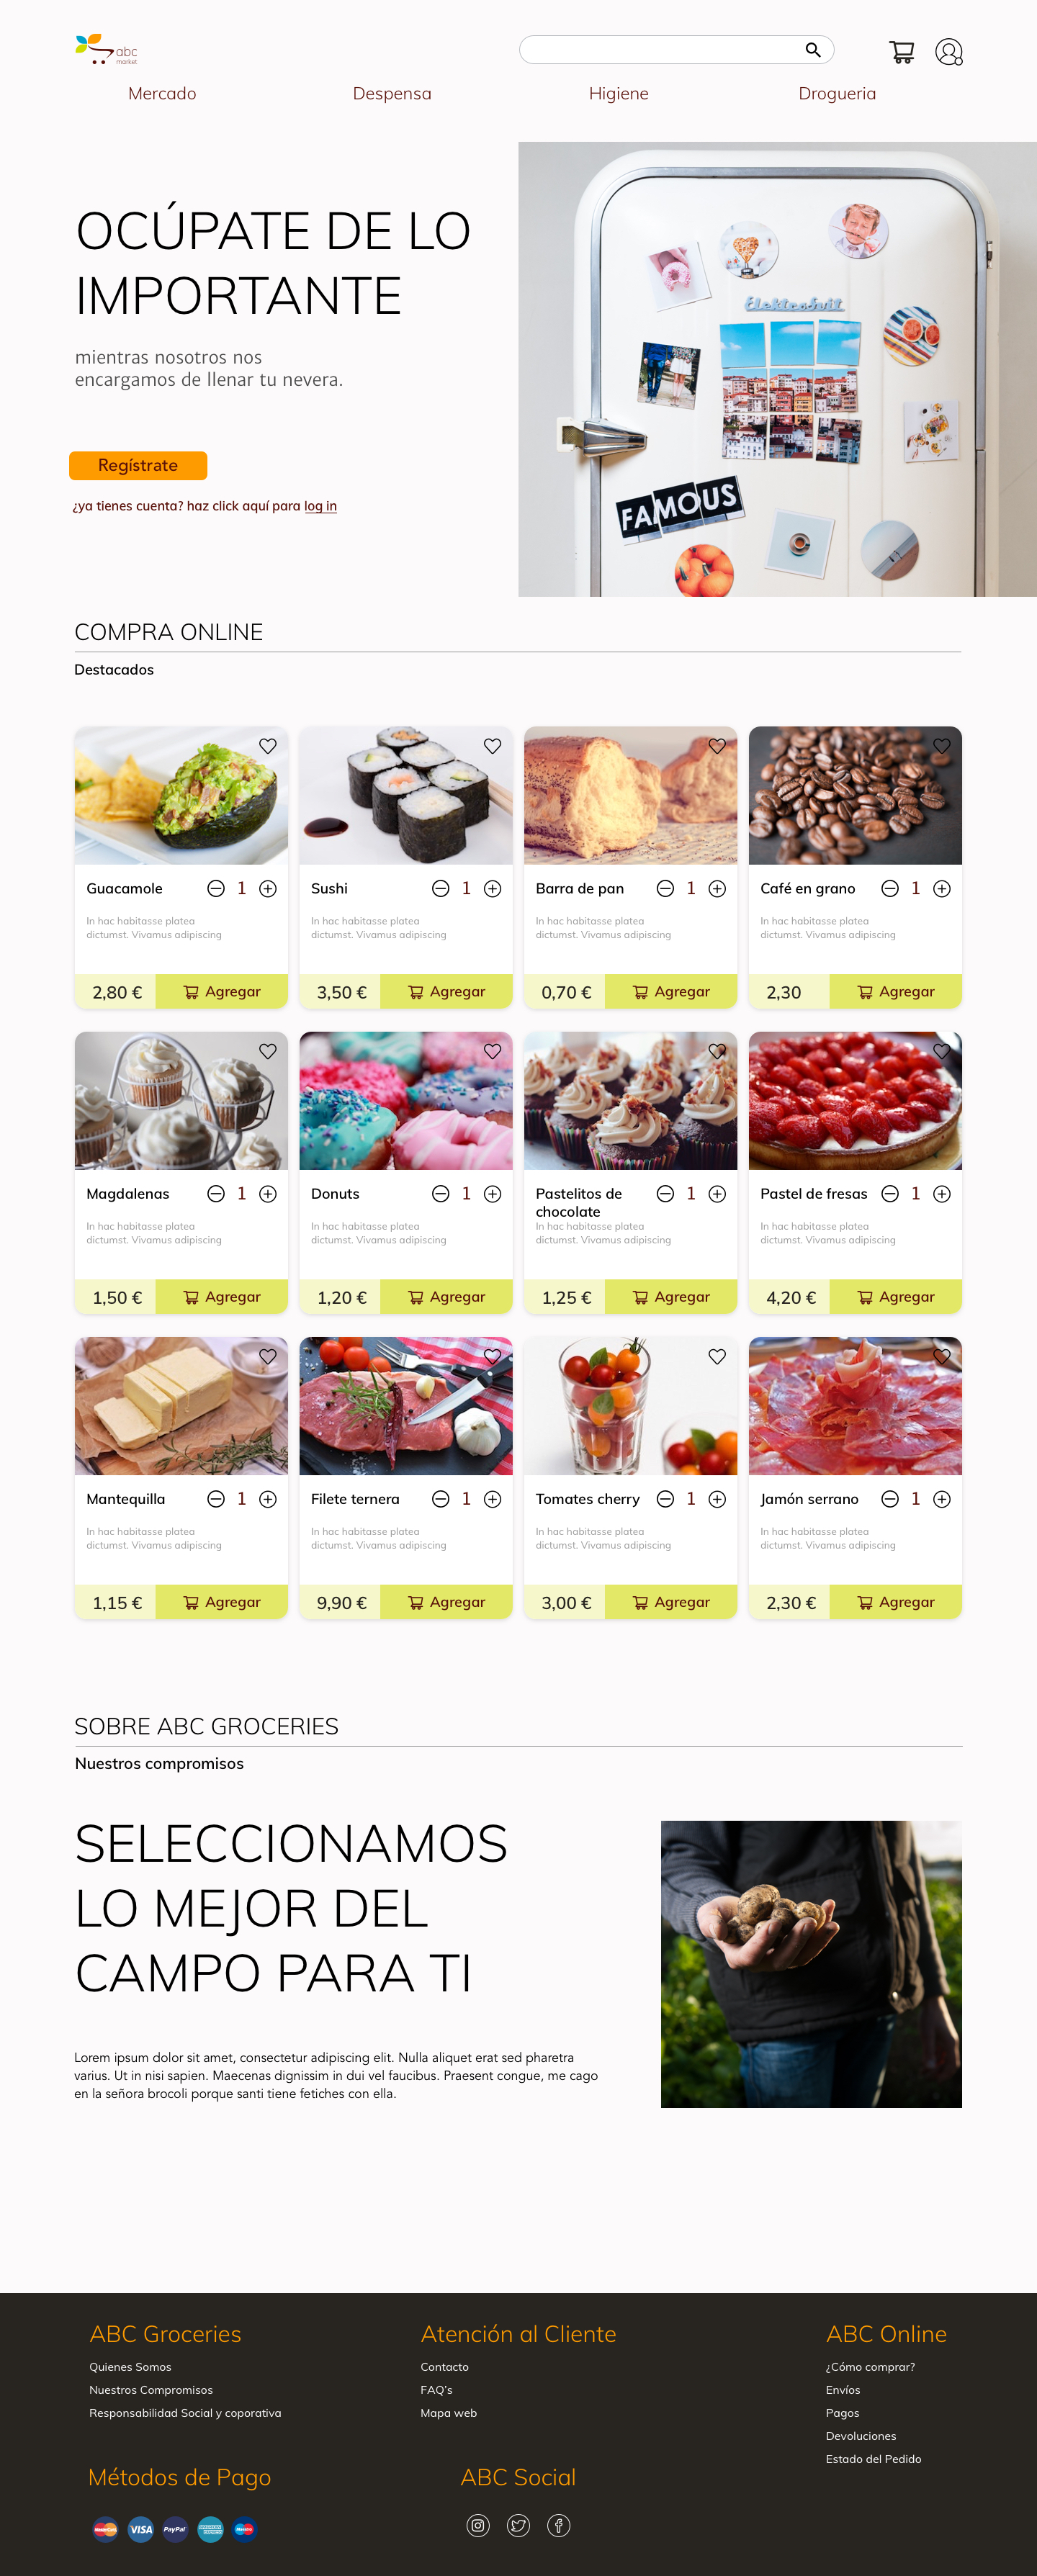 abc
market
Mercado Despensa Higiene Drogueria
OCÚPATE DE LO
IMPORTANTE
mientras nosotros nos
encargamos de llenar tu nevera.
Regístrate
¿ya tienes cuenta? haz click aquí para log in
Elektrosvit
FAMOUS
COMPRA ONLINE
Destacados
Guacamole 1
In hac habitasse platea
dictumst. Vivamus adipiscing
2,80 € Agregar
Sushi 1
In hac habitasse platea
dictumst. Vivamus adipiscing
3,50 € Agregar
Barra de pan 1
In hac habitasse platea
dictumst. Vivamus adipiscing
0,70 € Agregar
Café en grano 1
In hac habitasse platea
dictumst. Vivamus adipiscing
2,30 Agregar
Magdalenas 1
In hac habitasse platea
dictumst. Vivamus adipiscing
1,50 € Agregar
Donuts 1
In hac habitasse platea
dictumst. Vivamus adipiscing
1,20 € Agregar
Pastelitos de 1
chocolate
In hac habitasse platea
dictumst. Vivamus adipiscing
1,25 € Agregar
Pastel de fresas 1
In hac habitasse platea
dictumst. Vivamus adipiscing
4,20 € Agregar
Mantequilla 1
In hac habitasse platea
dictumst. Vivamus adipiscing
1,15 € Agregar
Filete ternera 1
In hac habitasse platea
dictumst. Vivamus adipiscing
9,90 € Agregar
Tomates cherry 1
In hac habitasse platea
dictumst. Vivamus adipiscing
3,00 € Agregar
Jamón serrano 1
In hac habitasse platea
dictumst. Vivamus adipiscing
2,30 € Agregar
SOBRE ABC GROCERIES
Nuestros compromisos
SELECCIONAMOS
LO MEJOR DEL
CAMPO PARA TI
Lorem ipsum dolor sit amet, consectetur adipiscing elit. Nulla aliquet erat sed pharetra
varius. Ut in nisi sapien. Maecenas dignissim in dui vel faucibus. Praesent congue, me cago
en la señora brocoli porque santi tiene fetiches con ella.
ABC Groceries
Quienes Somos
Nuestros Compromisos
Responsabilidad Social y coporativa
Atención al Cliente
Contacto
FAQ's
Mapa web
ABC Online
¿Cómo comprar?
Envíos
Pagos
Devoluciones
Estado del Pedido
Métodos de Pago
MasterCard VISA PayPal AMERICAN EXPRESS Maestro
ABC Social